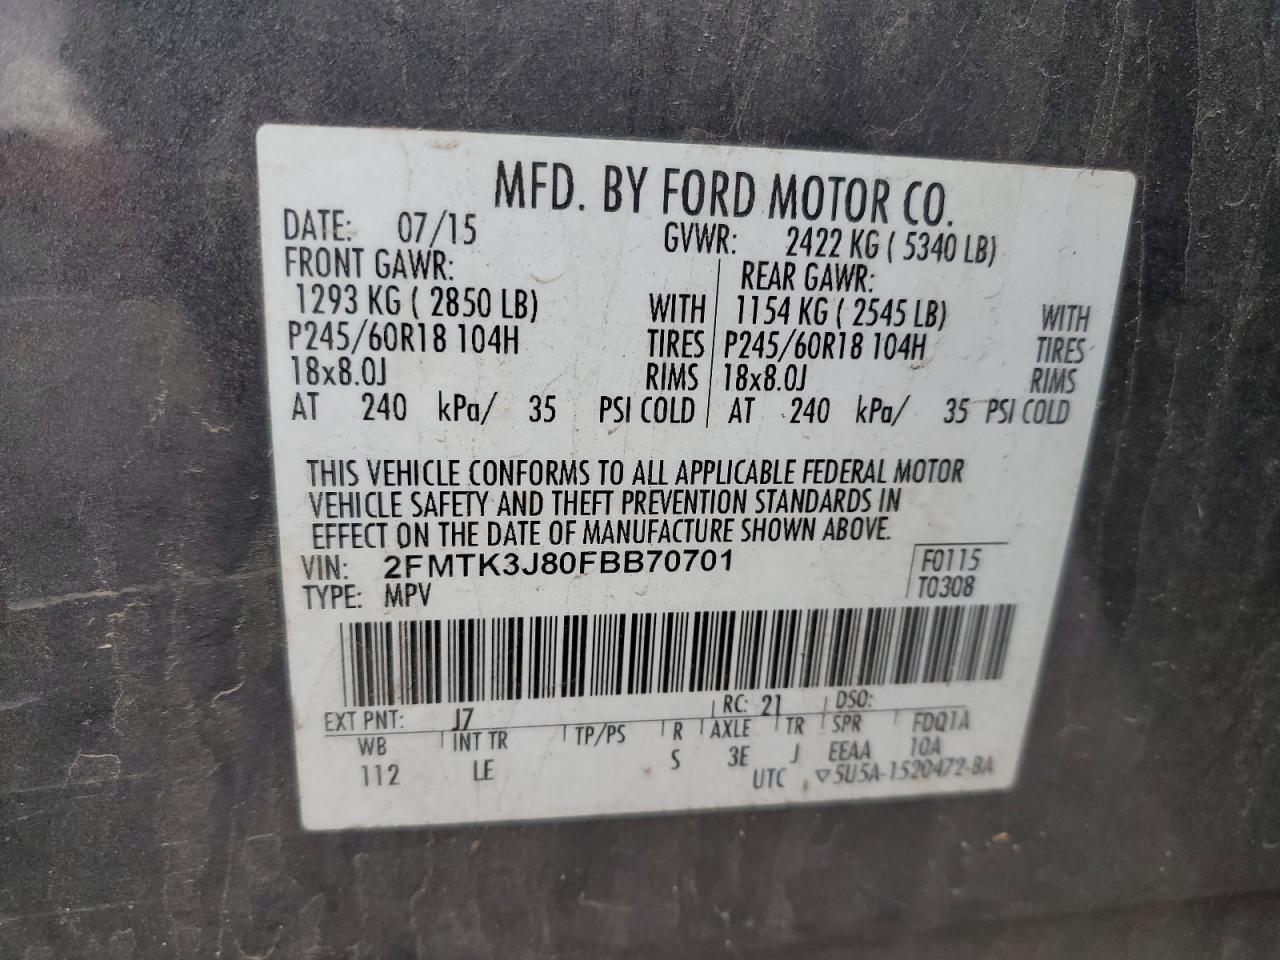 MFD. BY FORD MOTOR CO.
DATE: 07/15 GVWR: 2422 KG ( 5340 LB)
FRONT GAWR: REAR GAWR:
1293 KG ( 2850 LB) WITH 1154 KG ( 2545 LB) WITH
P245/60R18 104H TIRES P245/60R18 104H TIRES
18x8.0J RIMS 18x8.0J RIMS
AT 240 kPa/ 35 PSI COLD AT 240 kPa/ 35 PSI COLD
THIS VEHICLE CONFORMS TO ALL APPLICABLE FEDERAL MOTOR
VEHICLE SAFETY AND THEFT PREVENTION STANDARDS IN
EFFECT ON THE DATE OF MANUFACTURE SHOWN ABOVE.
VIN: 2FMTK3J80FBB70701 F0115
TYPE: MPV T0308
EXT PNT: J7 RC: 21 DSO:
WB INT TR TP/PS R AXLE TR SPR FDQ1A
112 LE S 3E J EEAA 10A
UTC ▽5U5A-1520472-BA